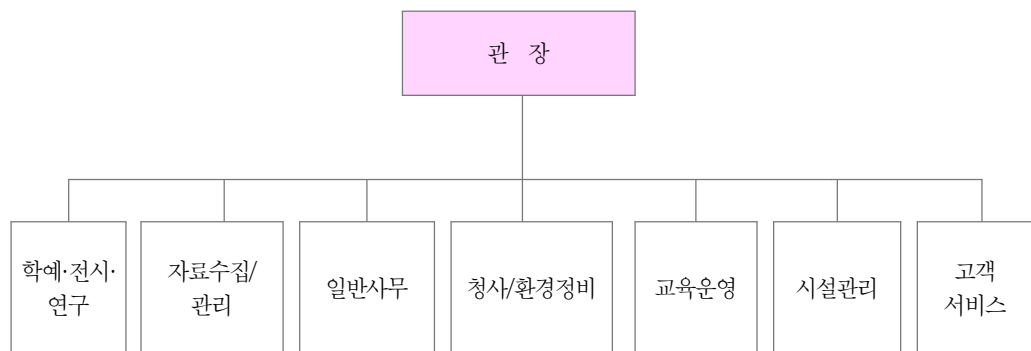 관 장
학예·전시·
연구
자료수집/
관리
일반사무
청사/환경정비
교육운영
시설관리
고객
서비스